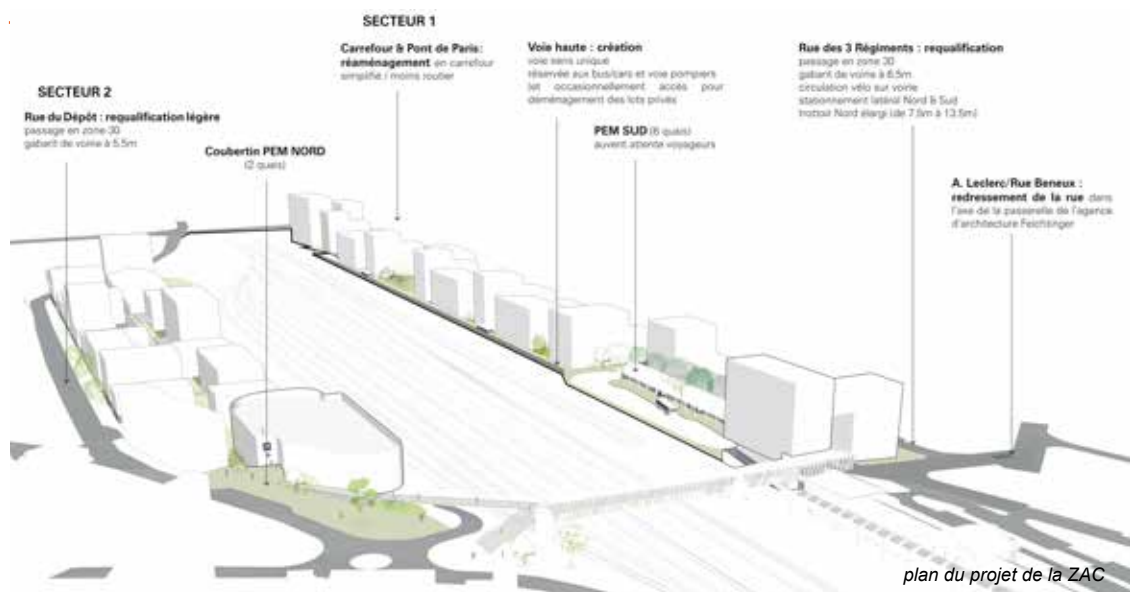 SECTEUR 1
Carrefour & Pont de Paris :
réaménagement en carrefour
simplifié / moins routier
Voie haute : création
voie sens unique
réservée aux bus/cars et voie pompiers
(et occasionnellement accès pour
déménagement des lots privés
Rue des 3 Régiments : requalification
passage en zone 30
gabarit de voirie à 6.5m
circulation vélo sur voirie
stationnement latéral Nord & Sud
trottoir Nord élargi (de 7.5m à 13.5m)
SECTEUR 2
Rue du Dépôt : requalification légère
passage en zone 30
gabarit de voirie à 5.5m
Coubertin PEM NORD
(2 quais)
PEM SUD (6 quais)
auvent attente voyageurs
A. Leclerc/Rue Beneux :
redressement de la rue dans
l'axe de la passerelle de l'agence
d'architecture Feichtinger
plan du projet de la ZAC